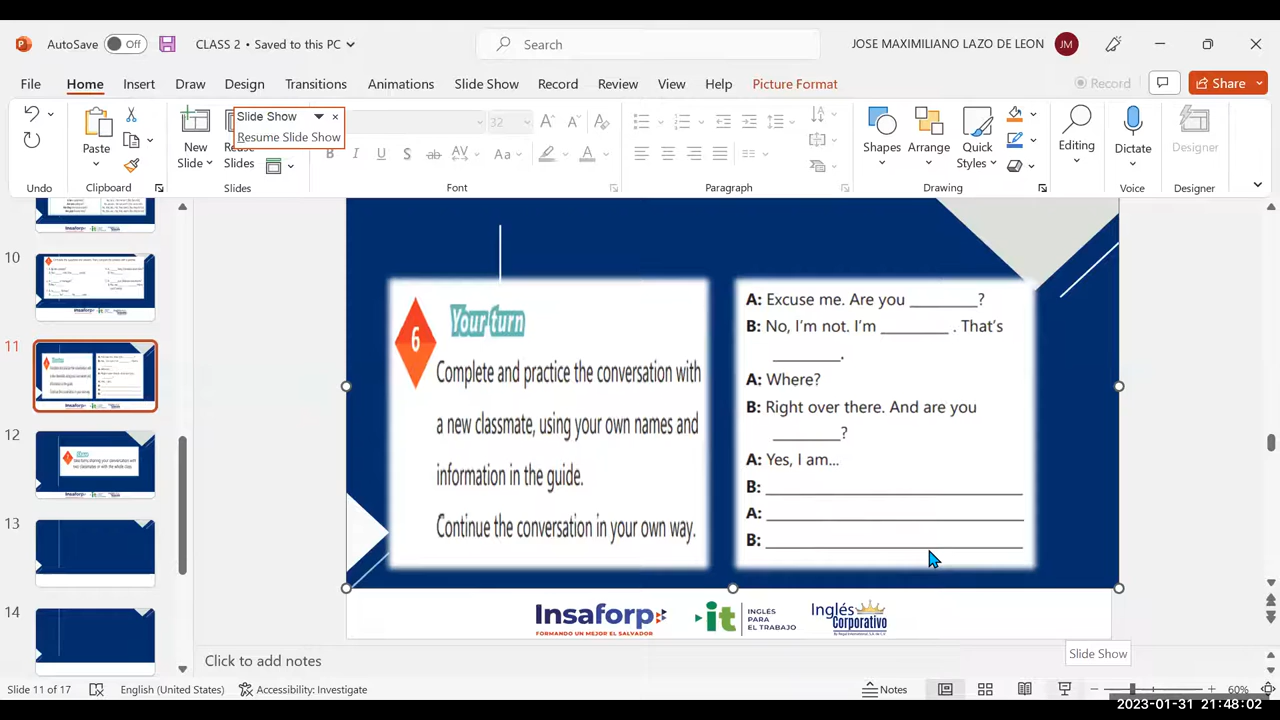 AutoSave Off CLASS 2 • Saved to this PC Search JOSE MAXIMILIANO LAZO DE LEON JM
File Home Insert Draw Design Transitions Animations Slide Show Record Review View Help Picture Format Record Share
Slide Show
Resume Slide Show
Paste New Slide Reuse Slides Shapes Arrange Quick Styles Editing Dictate Designer
Undo Clipboard Slides Font Paragraph Drawing Voice Designer
10
11
12
13
14
6 Your turn
Complete and practice the conversation with
a new classmate, using your own names and
information in the guide.
Continue the conversation in your own way.
A: Excuse me. Are you ________?
B: No, I'm not. I'm ________ . That's
________ .
A: Where?
B: Right over there. And are you
________ ?
A: Yes, I am...
B: ______________________________
A: ______________________________
B: ______________________________
Insaforp
FORMANDO UN MEJOR EL SALVADOR
it INGLES PARA EL TRABAJO
Inglés Corporativo
Click to add notes
Slide Show
Slide 11 of 17 English (United States) Accessibility: Investigate Notes 60%
2023-01-31 21:48:02